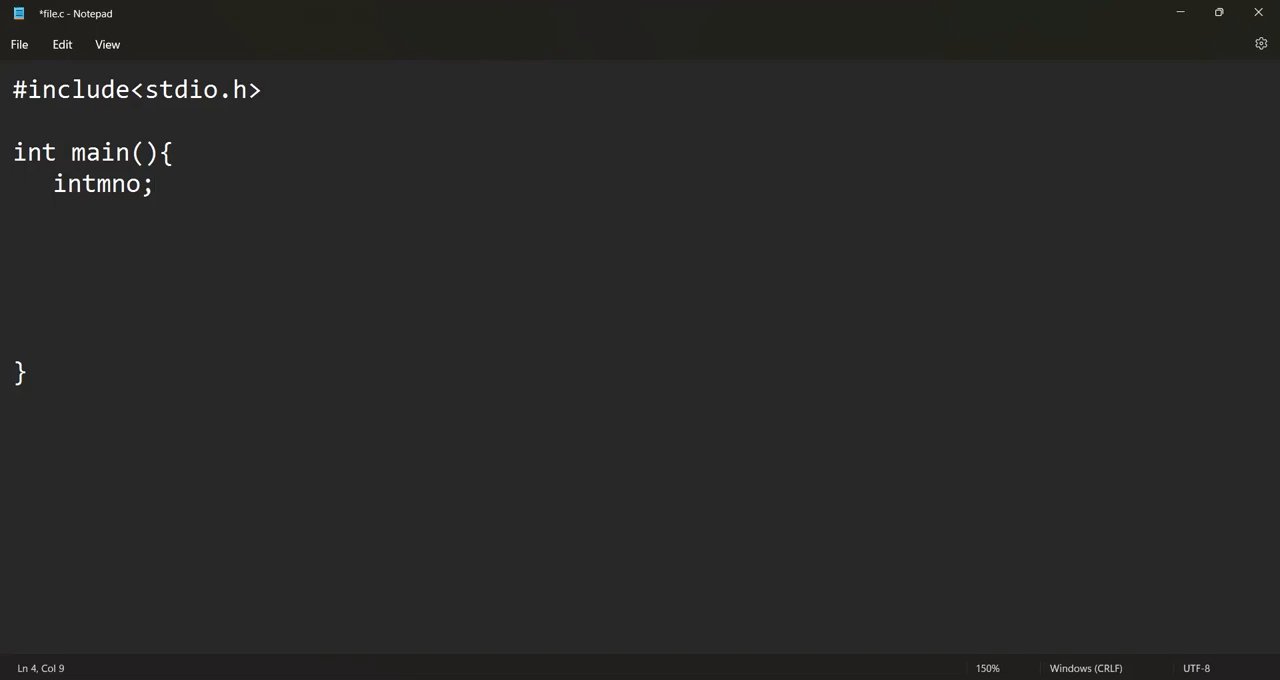 *file.c - Notepad
File Edit View
#include<stdio.h>
int main(){
intmno;
}
Ln 4, Col 9 150% Windows (CRLF) UTF-8